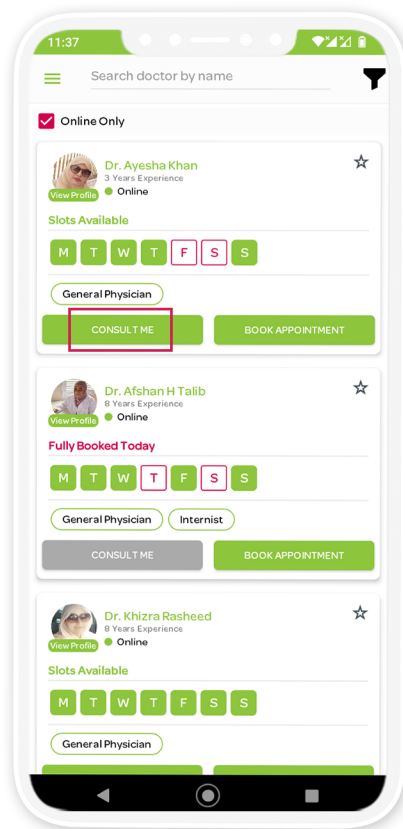 11:37
Search doctor by name
Online Only
Dr. Ayesha Khan
3 Years Experience
View Profile
Online
Slots Available
M T W T F S S
General Physician
CONSULT ME BOOK APPOINTMENT
Dr. Afshan H Talib
8 Years Experience
View Profile
Online
Fully Booked Today
M T W T F S S
General Physician Internist
CONSULT ME BOOK APPOINTMENT
Dr. Khizra Rasheed
8 Years Experience
View Profile
Online
Slots Available
M T W T F S S
General Physician